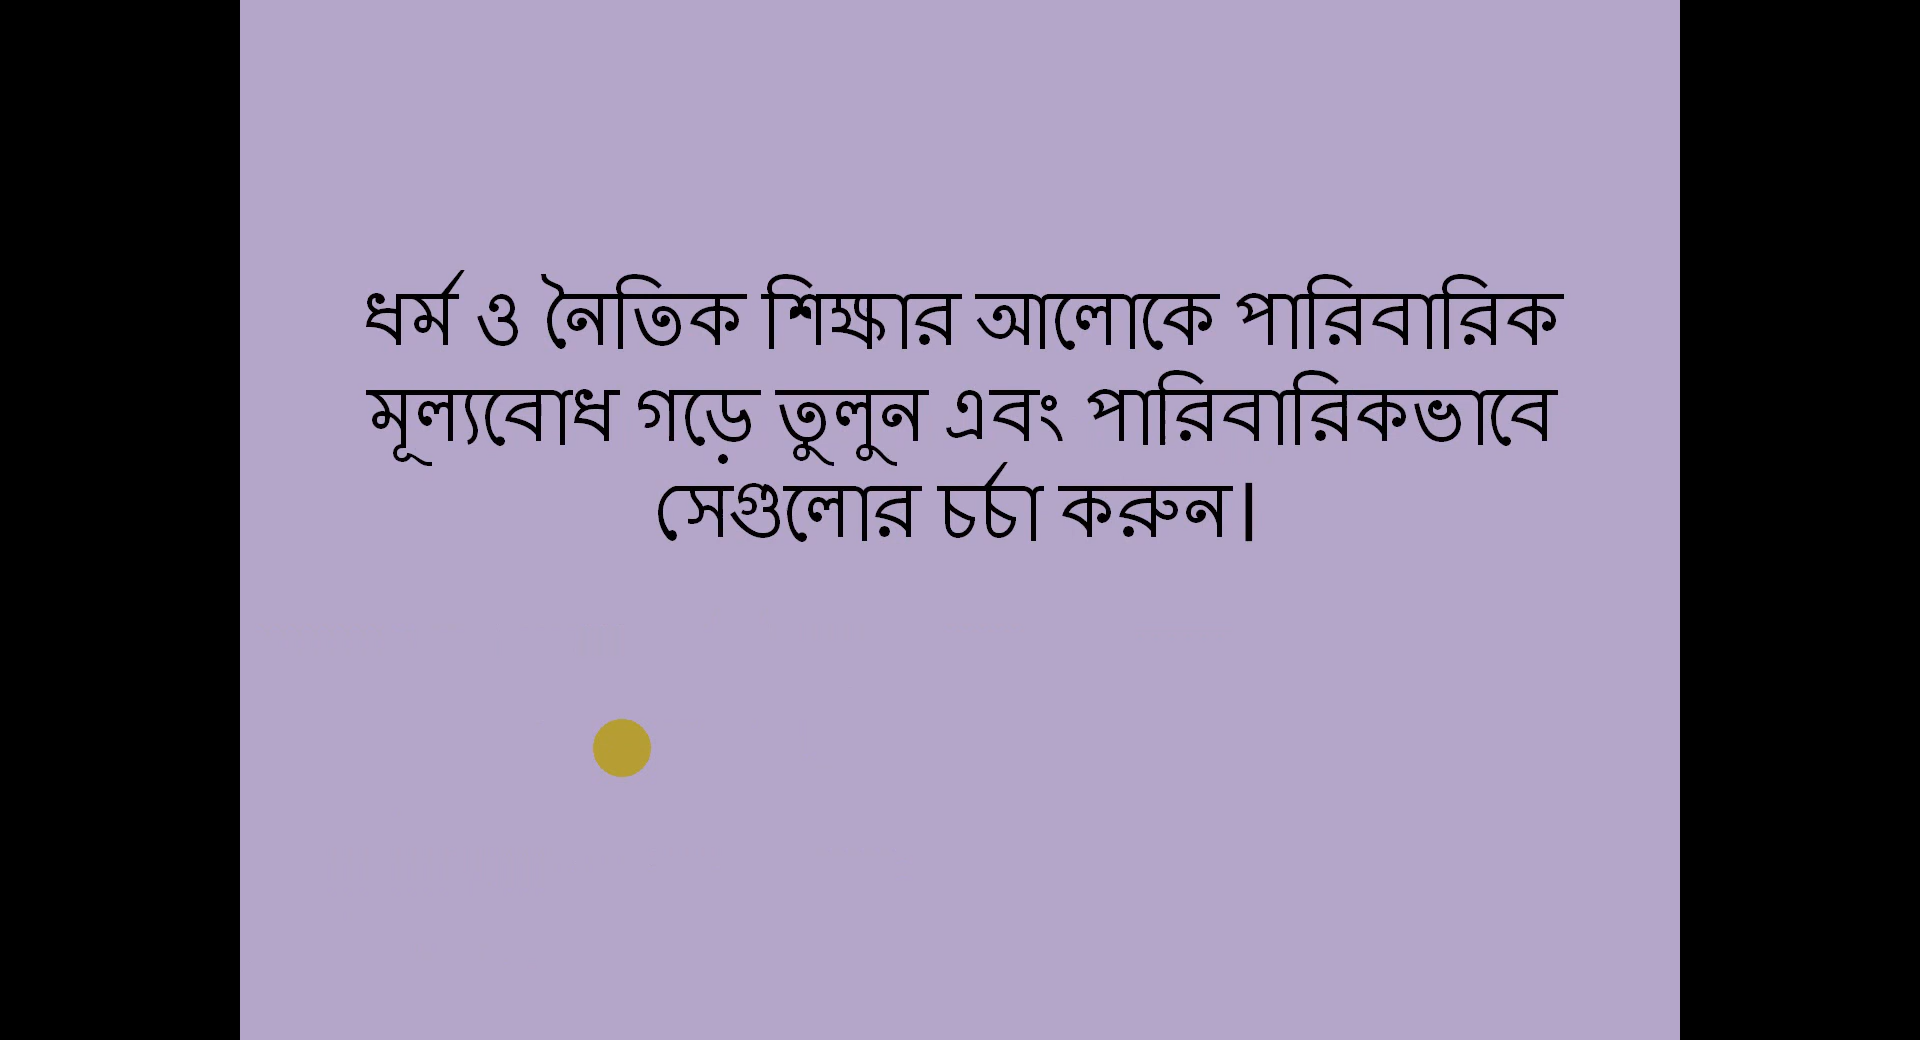 ধর্ম ও নৈতিক শিক্ষার আলোকে পারিবারিক
মূল্যবোধ গড়ে তুলুন এবং পারিবারিকভাবে
সেগুলোর চর্চা করুন।